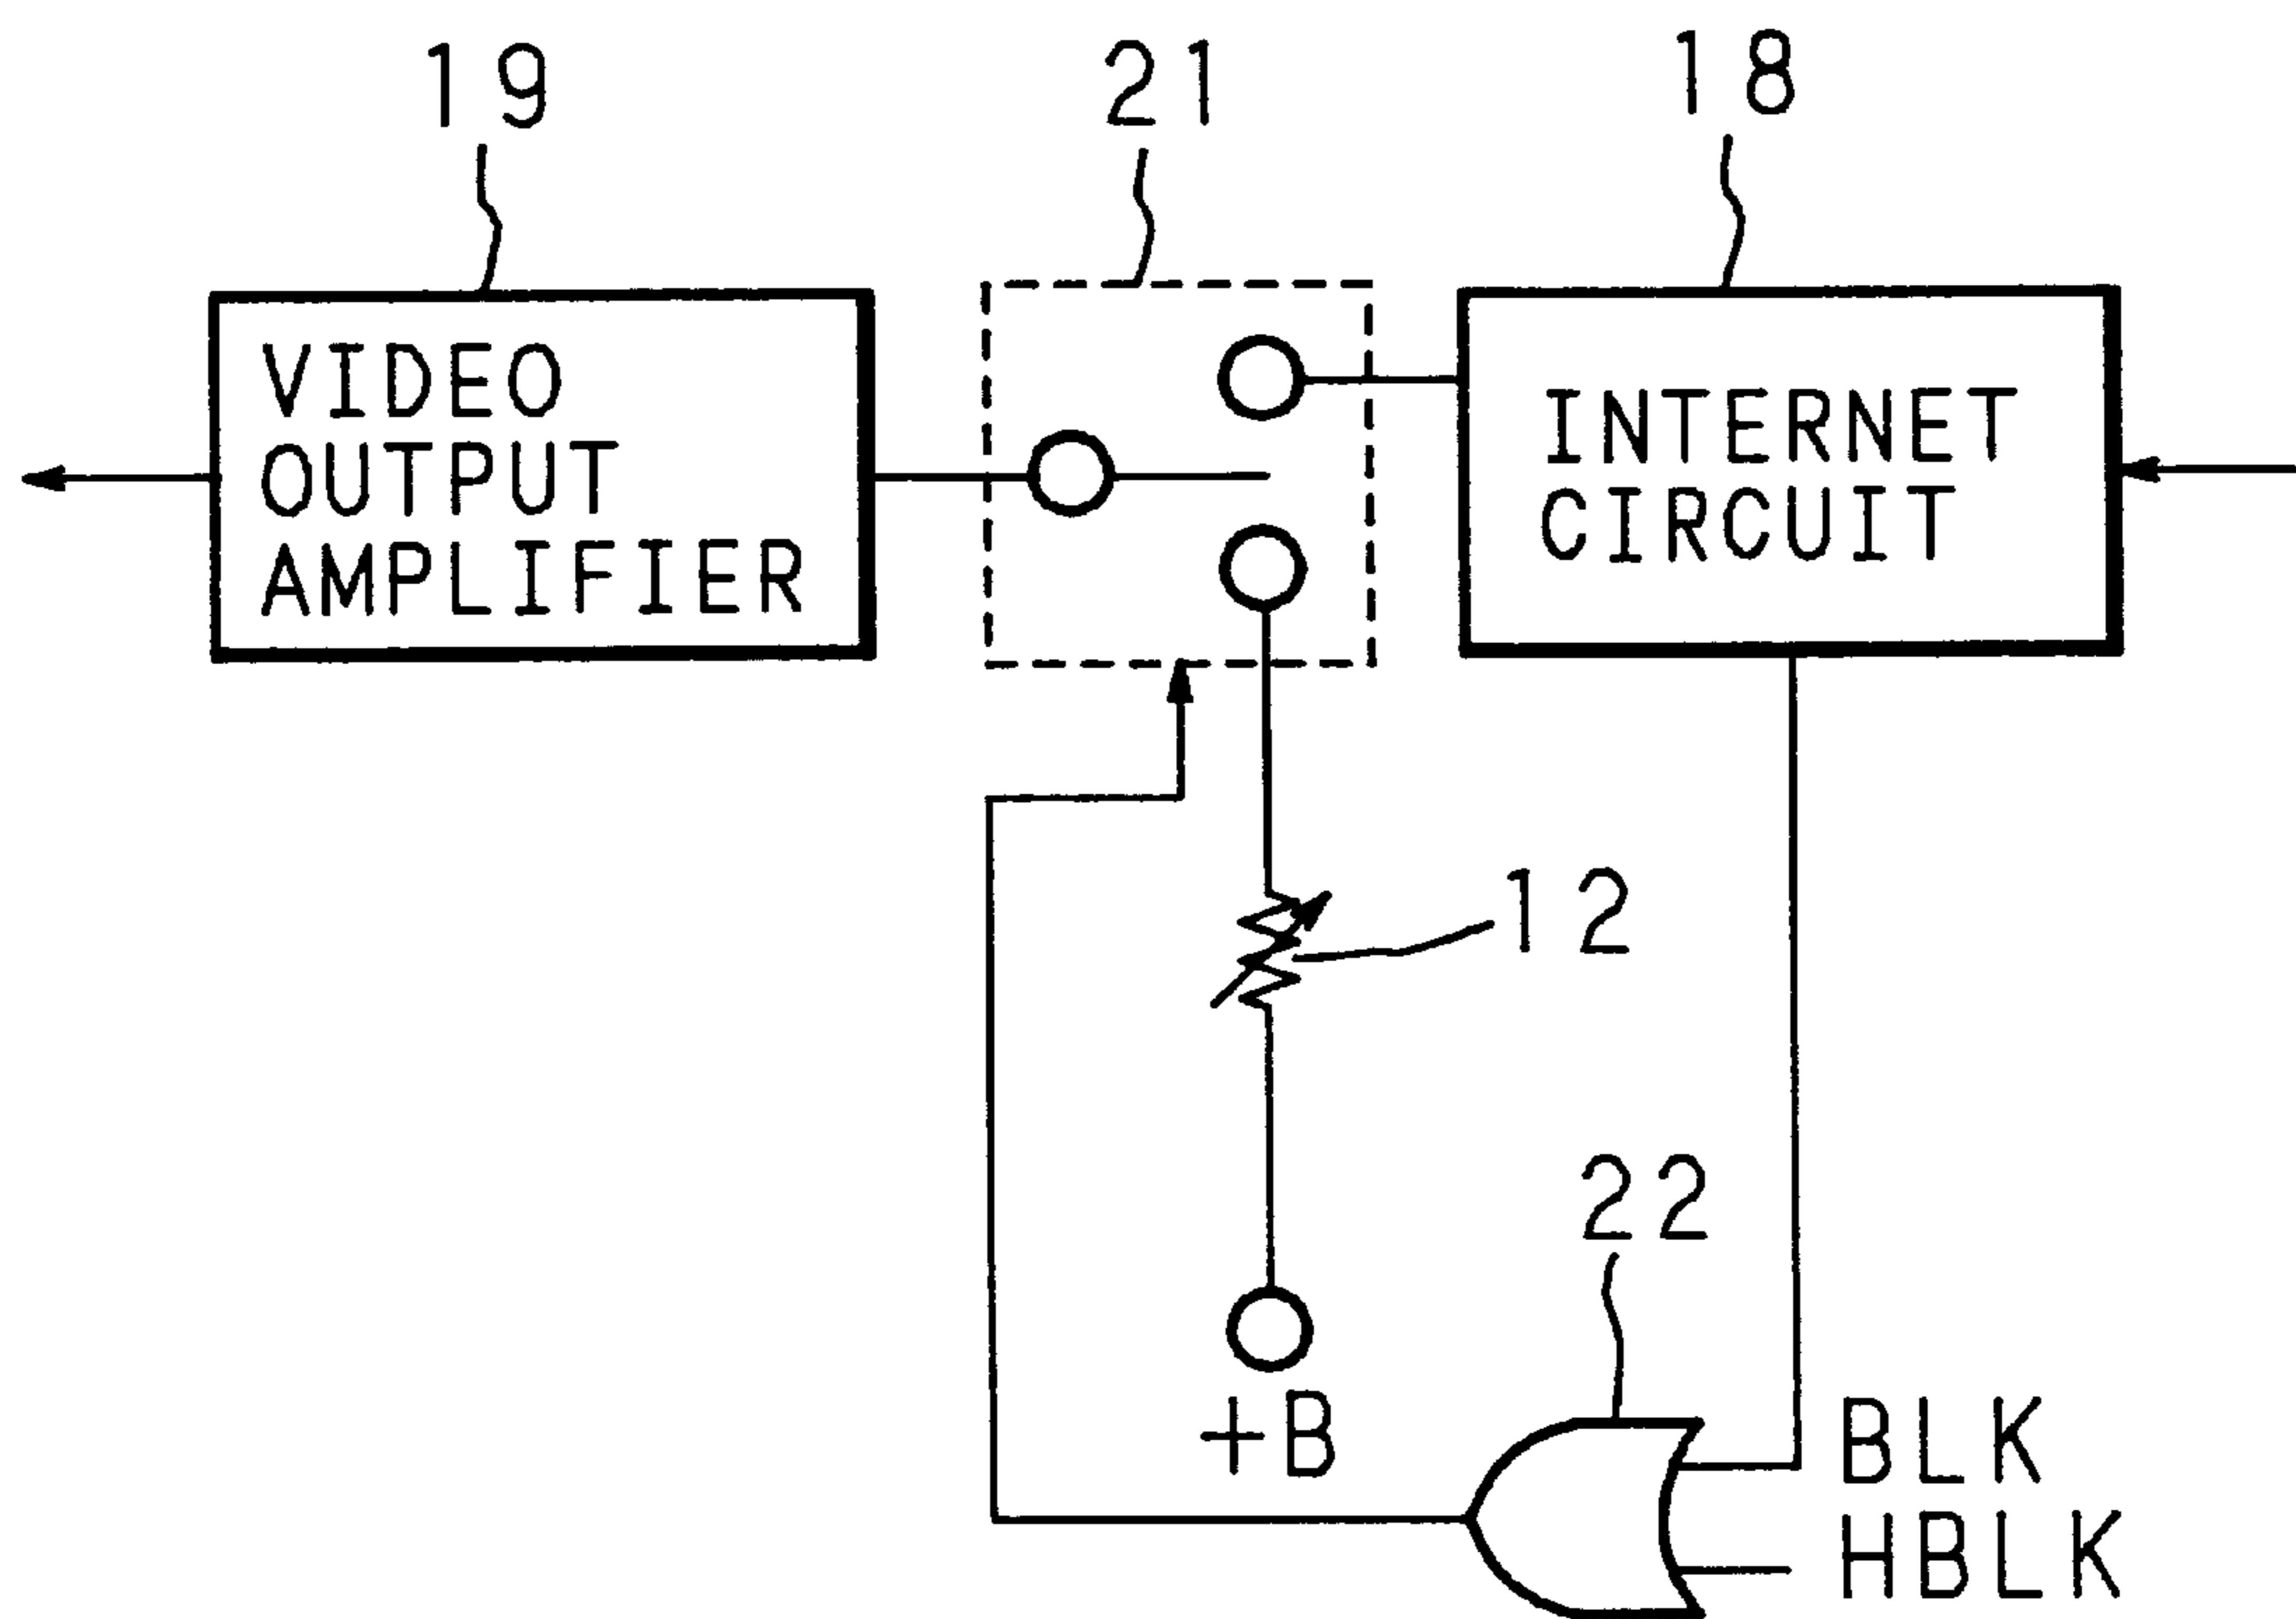 19
21
18
VIDEO
OUTPUT
AMPLIFIER
INTERNET
CIRCUIT
12
22
+B
BLK
HBLK